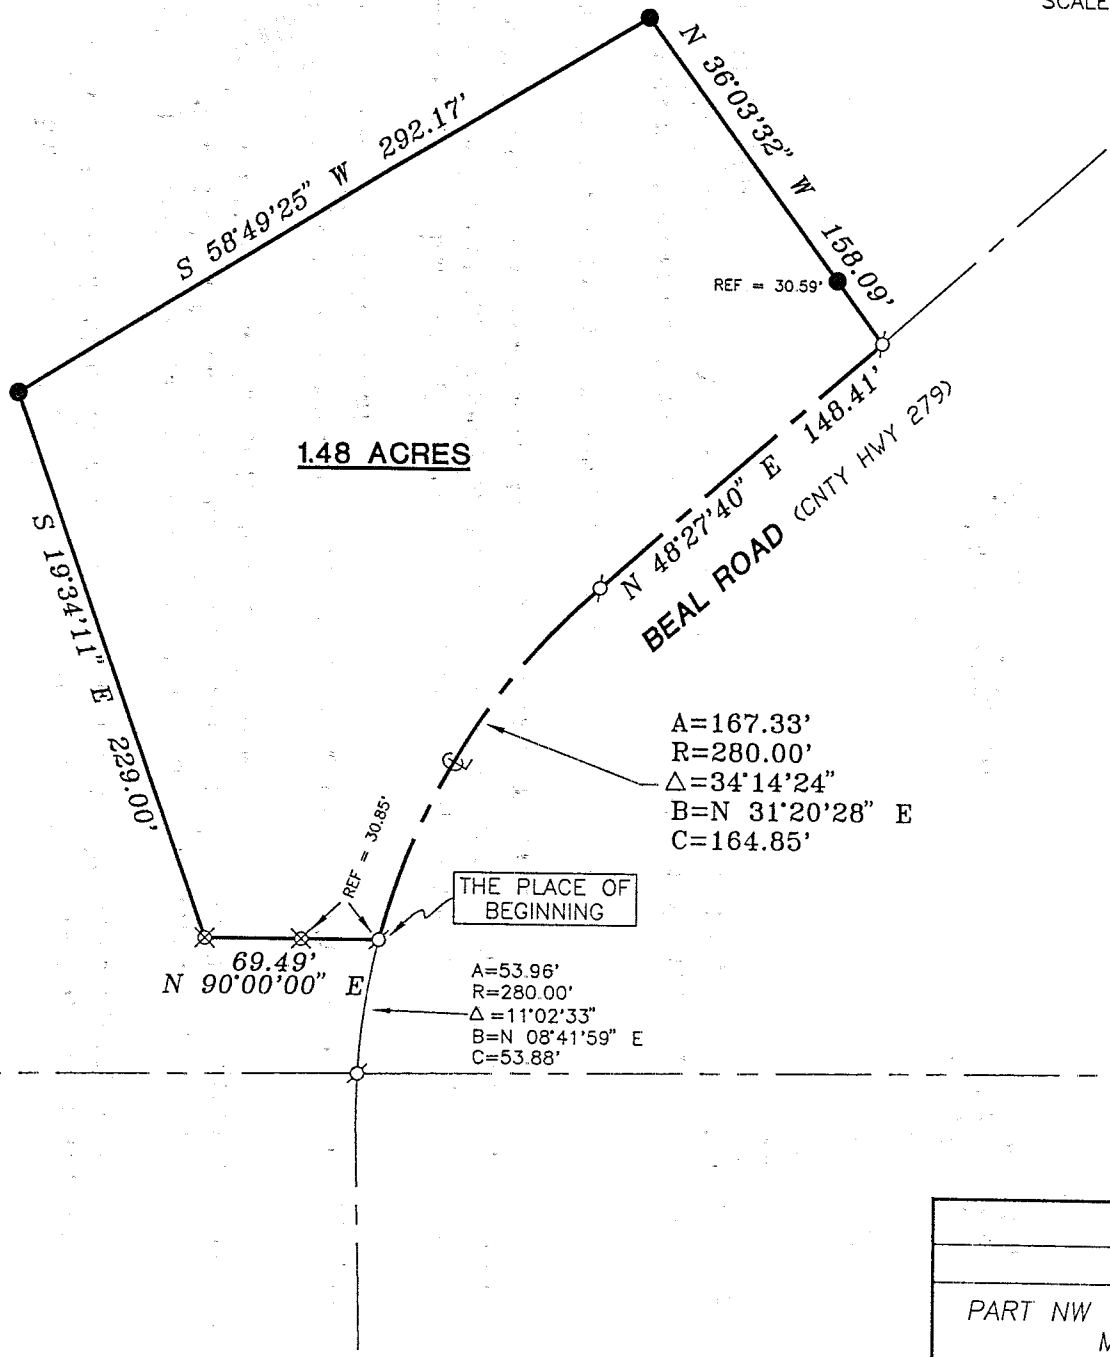 SCALE
N 36°03'32" W 158.09'
S 58°49'25" W 292.17'
REF = 30.59'
1.48 ACRES
N 48°27'40" E 148.41'
BEAL ROAD (CNTY HWY 279)
S 19°34'11" E 229.00'
A=167.33'
R=280.00'
△=34°14'24"
B=N 31°20'28" E
C=164.85'
REF = 30.85'
THE PLACE OF
BEGINNING
69.49'
N 90°00'00" E
A=53.96'
R=280.00'
△=11°02'33"
B=N 08°41'59" E
C=53.88'
PART NW